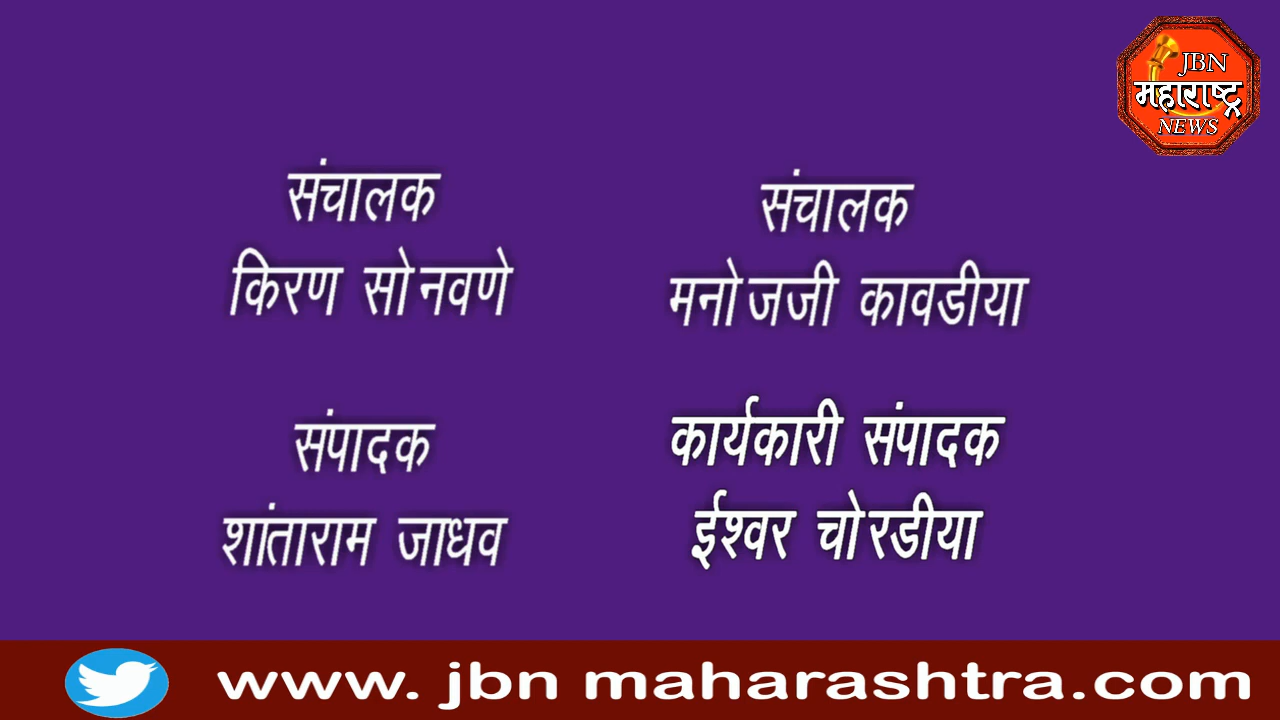 JBN
महाराष्ट्र
NEWS
संचालक
किरण सोनवणे
संचालक
मनोजजी कावडीया
संपादक
शांताराम जाधव
कार्यकारी संपादक
ईश्वर चोरडीया
www. jbn maharashtra.com